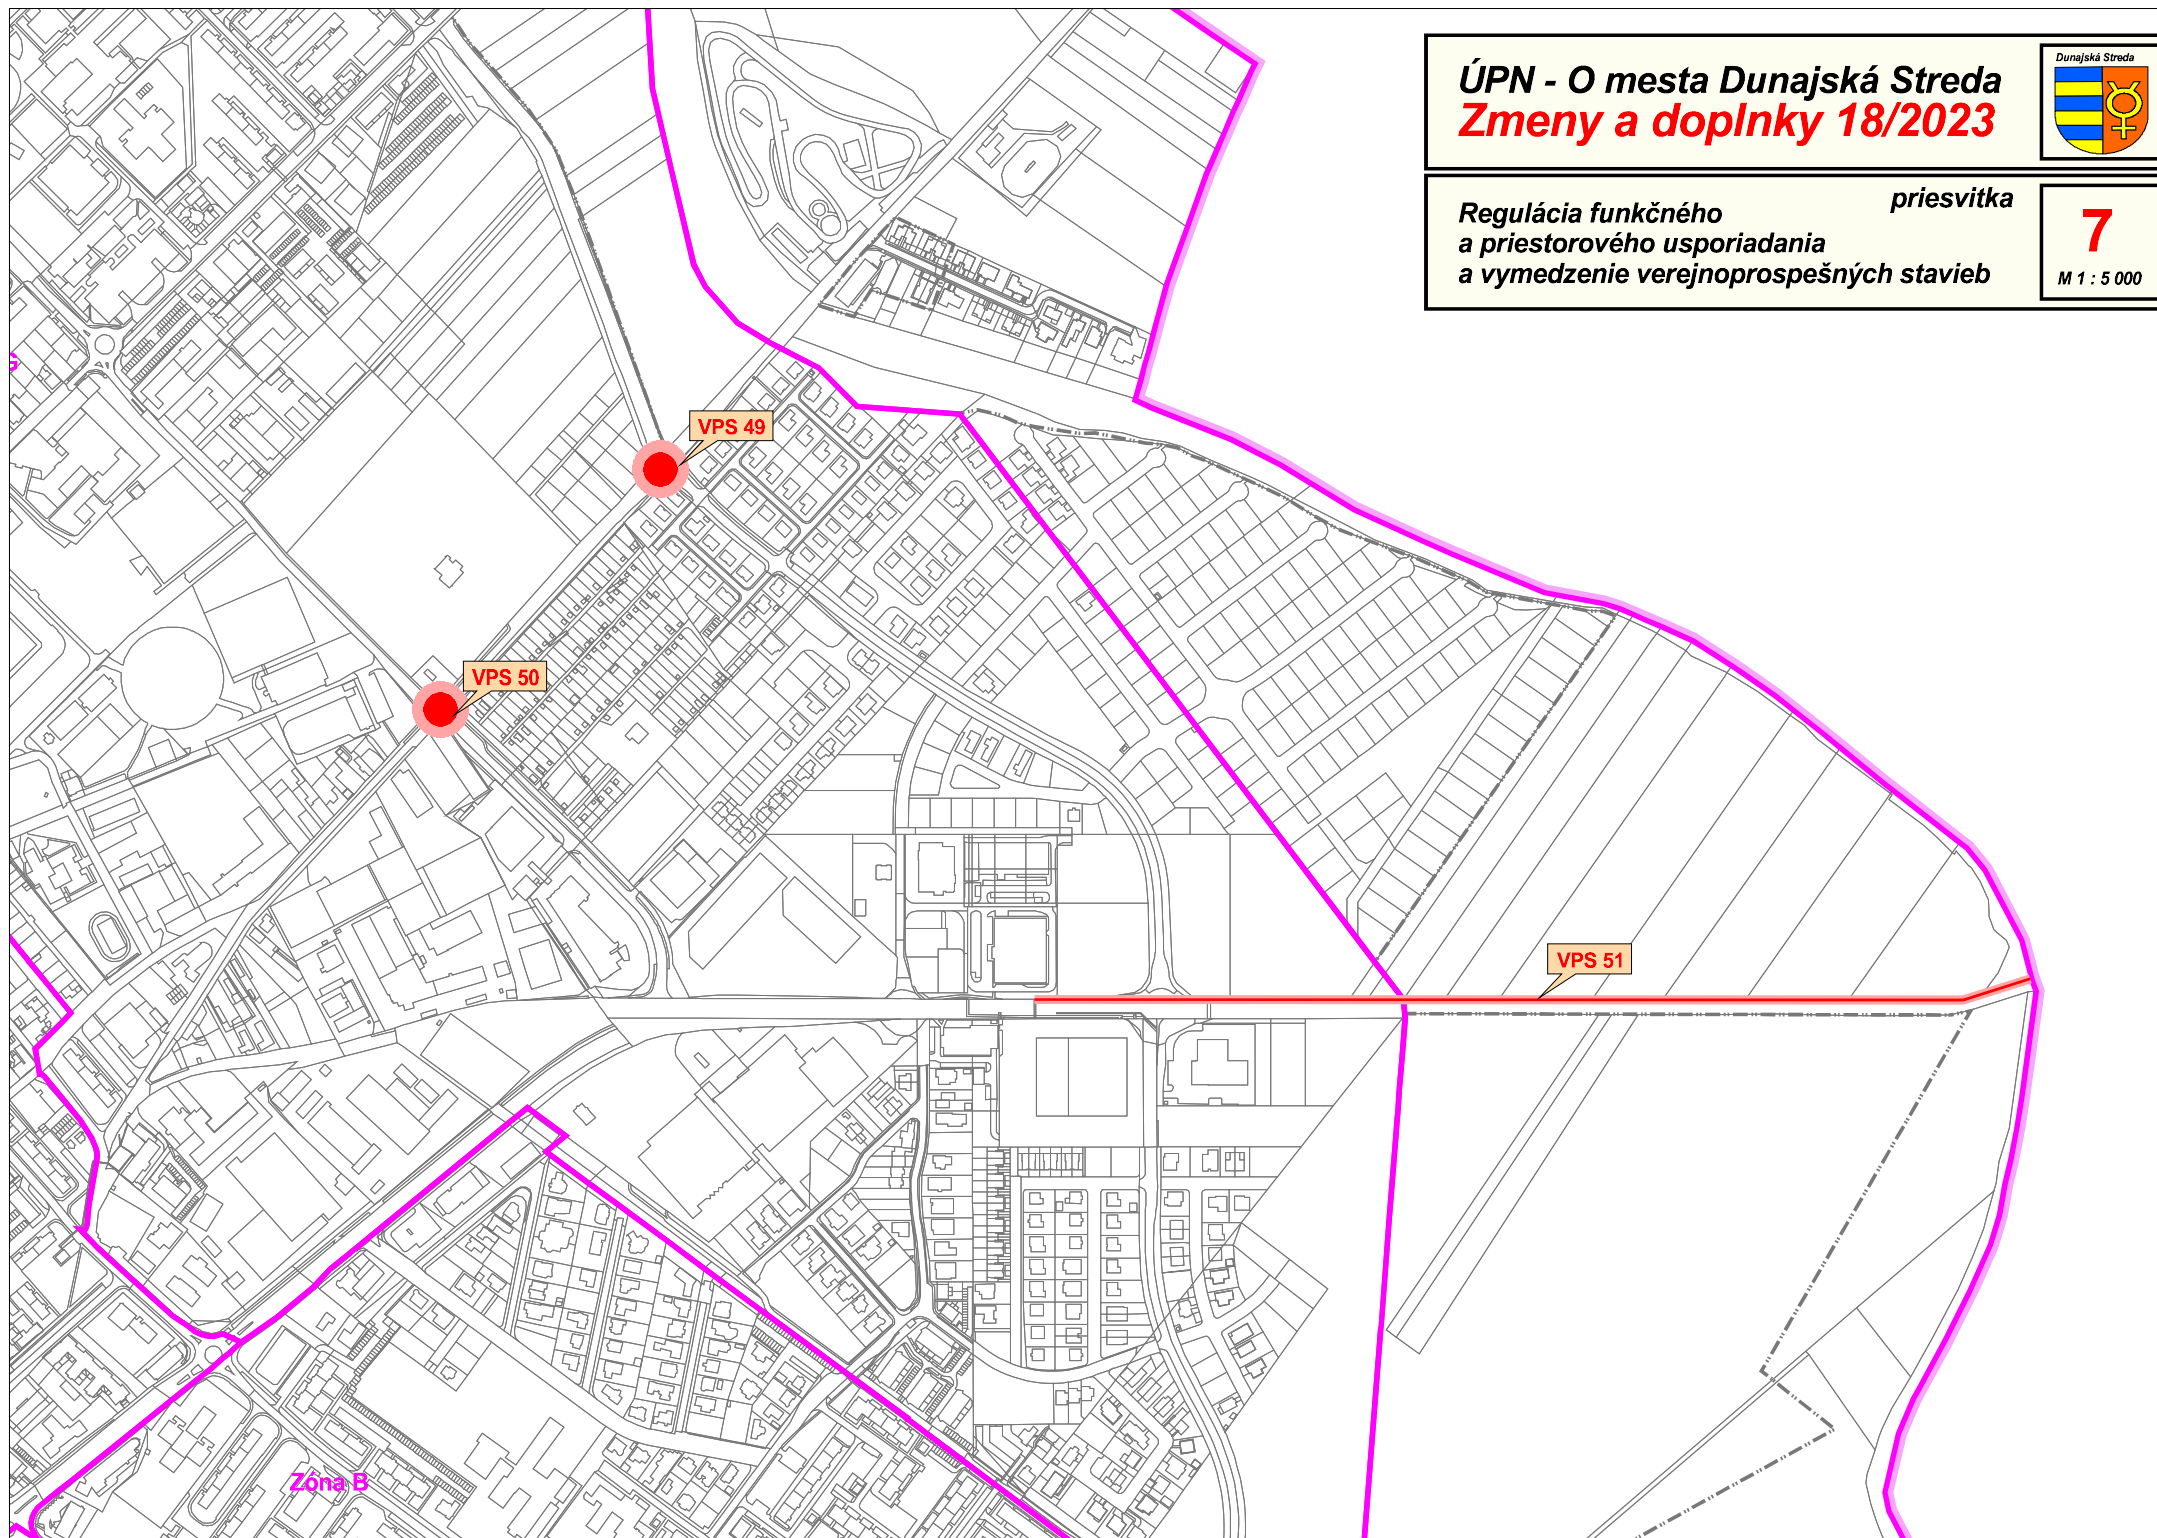 ÚPN - O mesta Dunajská Streda
Zmeny a doplnky 18/2023
Dunajská Streda
priesvitka
Regulácia funkčného
a priestorového usporiadania
a vymedzenie verejnoprospešných stavieb
7
M 1 : 5 000
VPS 49
VPS 50
VPS 51
Zóna B